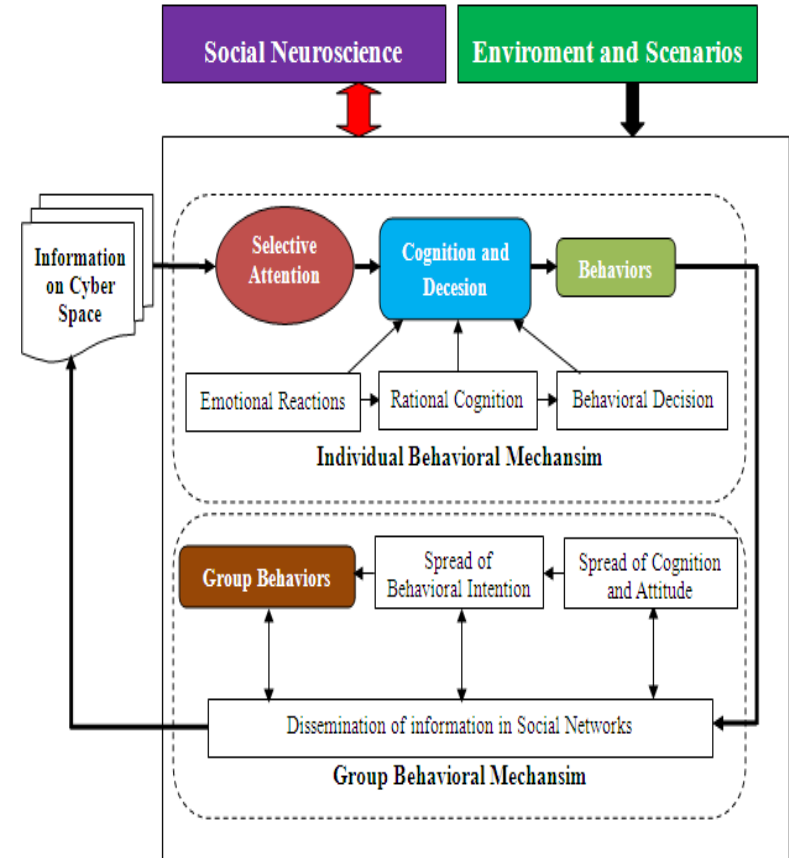 Social Neuroscience
Enviroment and Scenarios
Information
on Cyber
Space
Selective
Attention
Cognition and
Decesion
Behaviors
Emotional Reactions
Rational Cognition
Behavioral Decision
Individual Behavioral Mechansim
Group Behaviors
Spread of
Behavioral Intention
Spread of Cognition
and Attitude
Dissemination of information in Social Networks
Group Behavioral Mechansim